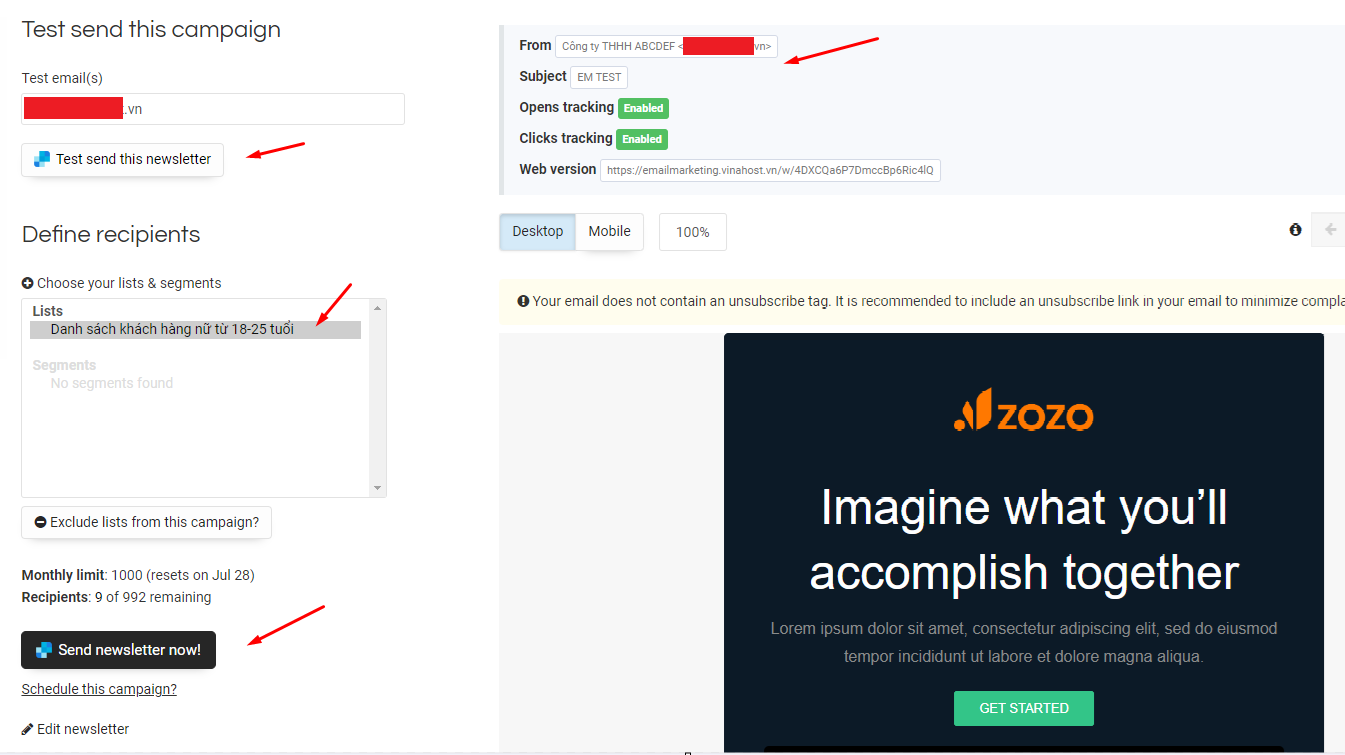 Test send this campaign
Test email(s)
.vn
Test send this newsletter
Define recipients
Choose your lists & segments
Lists
Danh sách khách hàng nữ từ 18-25 tuổi
Segments
No segments found
Exclude lists from this campaign?
Monthly limit: 1000 (resets on Jul 28)
Recipients: 9 of 992 remaining
Send newsletter now!
Schedule this campaign?
Edit newsletter
From Công ty THHH ABCDEF < vn>
Subject EM TEST
Opens tracking Enabled
Clicks tracking Enabled
Web version https://emailmarketing.vinahost.vn/w/4DXCQa6P7DmccBp6Ric4lQ
Desktop Mobile 100%
Your email does not contain an unsubscribe tag. It is recommended to include an unsubscribe link in your email to minimize compla
zozo
Imagine what you’ll
accomplish together
Lorem ipsum dolor sit amet, consectetur adipiscing elit, sed do eiusmod
tempor incididunt ut labore et dolore magna aliqua.
GET STARTED